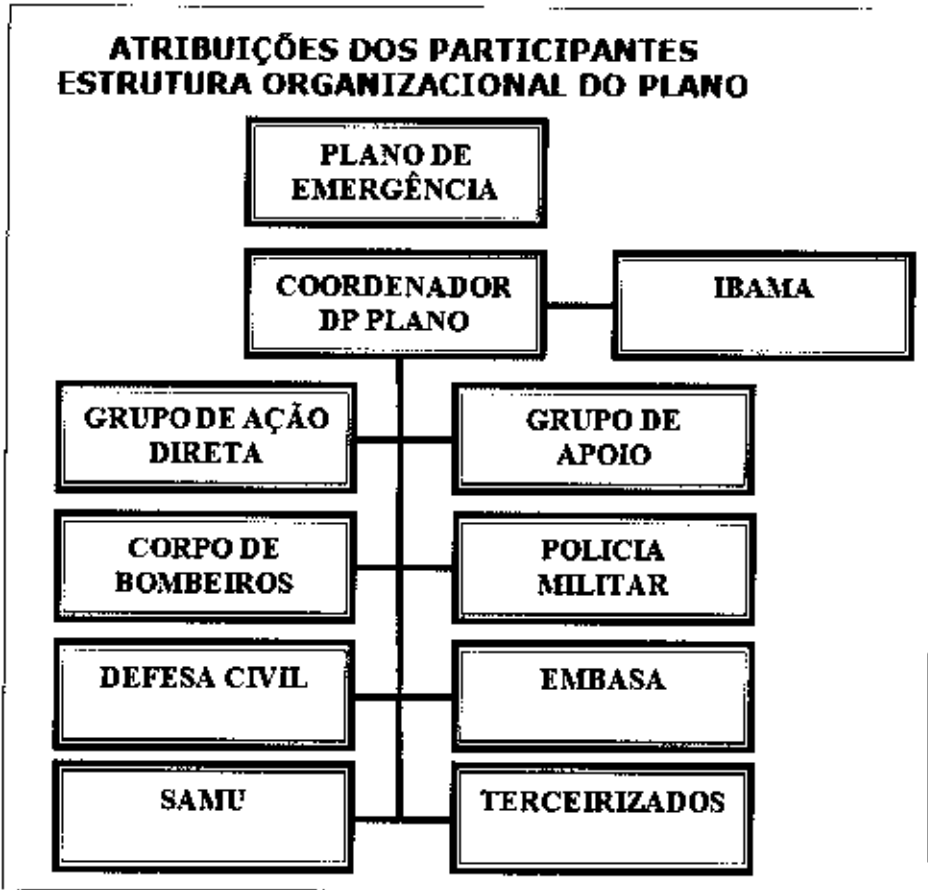 ATRIBUIÇÕES DOS PARTICIPANTES
ESTRUTURA ORGANIZACIONAL DO PLANO
PLANO DE
EMERGÊNCIA
COORDENADOR
DP PLANO
IBAMA
GRUPO DE AÇÃO
DIRETA
GRUPO DE
APOIO
CORPO DE
BOMBEIROS
POLICIA
MILITAR
DEFESA CIVIL
EMBASA
SAMU
TERCEIRIZADOS